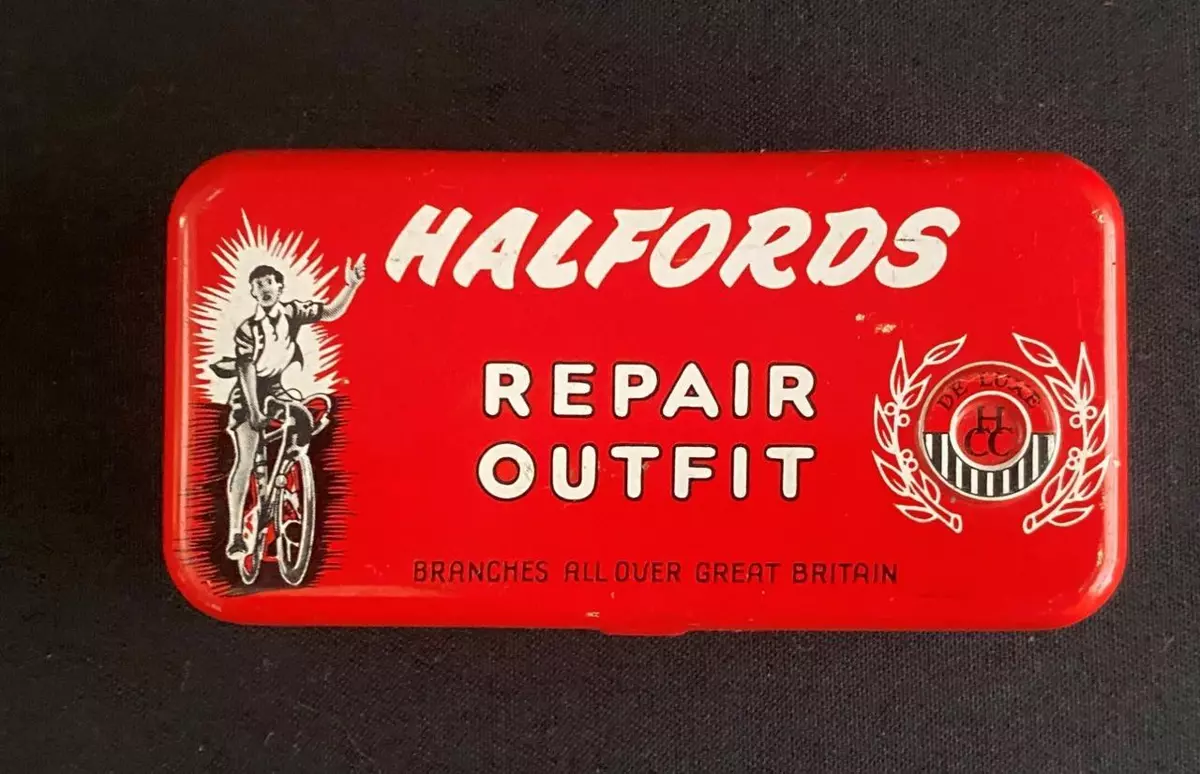 HALFORDS
REPAIR
OUTFIT
DE LUXE
H
CC
BRANCHES ALL OVER GREAT BRITAIN